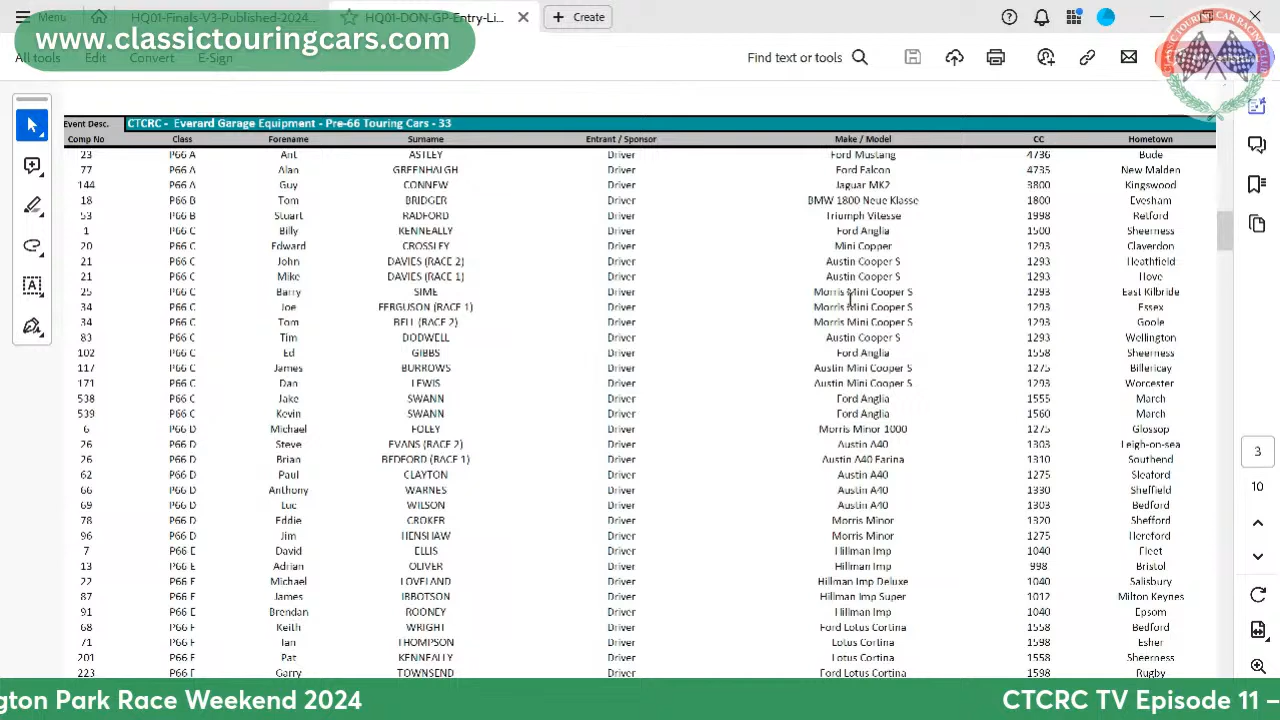 Menu HQ01-Finals-V3-Published-2024... HQ01-DON-GP-Entry-Li... Create
www.classictouringcars.com
All tools Edit Convert E-Sign Find text or tools
CLASSIC TOURING CAR RACING CLUB
Event Desc. CTCRC - Everard Garage Equipment - Pre-66 Touring Cars - 33
Comp No Class Forename Surname Entrant / Sponsor Make / Model CC Hometown
23 P66 A Ant ASTLEY Driver Ford Mustang 4736 Bude
77 P66 A Alan GREENHALGH Driver Ford Falcon 4735 New Malden
144 P66 A Guy CONNEW Driver Jaguar MK2 3800 Kingswood
18 P66 B Tom BRIDGER Driver BMW 1800 Neue Klasse 1800 Evesham
53 P66 B Stuart RADFORD Driver Triumph Vitesse 1998 Retford
1 P66 C Billy KENNEALLY Driver Ford Anglia 1500 Sheerness
20 P66 C Edward CROSSLEY Driver Mini Copper 1293 Claverdon
21 P66 C John DAVIES (RACE 2) Driver Austin Cooper S 1293 Heathfield
21 P66 C Mike DAVIES (RACE 1) Driver Austin Cooper S 1293 Hove
25 P66 C Barry SIME Driver Morris Mini Cooper S 1293 East Kilbride
34 P66 C Joe FERGUSON (RACE 1) Driver Morris Mini Cooper S 1293 Essex
34 P66 C Tom BELL (RACE 2) Driver Morris Mini Cooper S 1293 Goole
83 P66 C Tim DODWELL Driver Austin Cooper S 1293 Wellington
102 P66 C Ed GIBBS Driver Ford Anglia 1558 Sheerness
117 P66 C James BURROWS Driver Austin Mini Cooper S 1275 Billericay
171 P66 C Dan LEWIS Driver Austin Mini Cooper S 1293 Worcester
538 P66 C Jake SWANN Driver Ford Anglia 1555 March
539 P66 C Kevin SWANN Driver Ford Anglia 1560 March
6 P66 D Michael FOLEY Driver Morris Minor 1000 1275 Glossop
26 P66 D Steve EVANS (RACE 2) Driver Austin A40 1303 Leigh-on-sea
26 P66 D Brian BEDFORD (RACE 1) Driver Austin A40 Farina 1310 Southend
62 P66 D Paul CLAYTON Driver Austin A40 1275 Sleaford
66 P66 D Anthony WARNES Driver Austin A40 1330 Sheffield
69 P66 D Luc WILSON Driver Austin A40 1303 Bedford
78 P66 D Eddie CROKER Driver Morris Minor 1320 Shefford
96 P66 D Jim HENSHAW Driver Morris Minor 1275 Hereford
7 P66 E David ELLIS Driver Hillman Imp 1040 Fleet
13 P66 E Adrian OLIVER Driver Hillman Imp 998 Bristol
22 P66 E Michael LOVELAND Driver Hillman Imp Deluxe 1040 Salisbury
87 P66 E James IBBOTSON Driver Hillman Imp Super 1012 Milton Keynes
91 P66 E Brendan ROONEY Driver Hillman Imp 1040 Epsom
68 P66 F Keith WRIGHT Driver Ford Lotus Cortina 1558 Bedford
71 P66 F Ian THOMPSON Driver Lotus Cortina 1598 Esher
201 P66 F Pat KENNEALLY Driver Lotus Cortina 1558 Sheerness
223 P66 F Garry TOWNSEND Driver Ford Lotus Cortina 1598 Rugby
3
10
gton Park Race Weekend 2024 CTCRC TV Episode 11 –